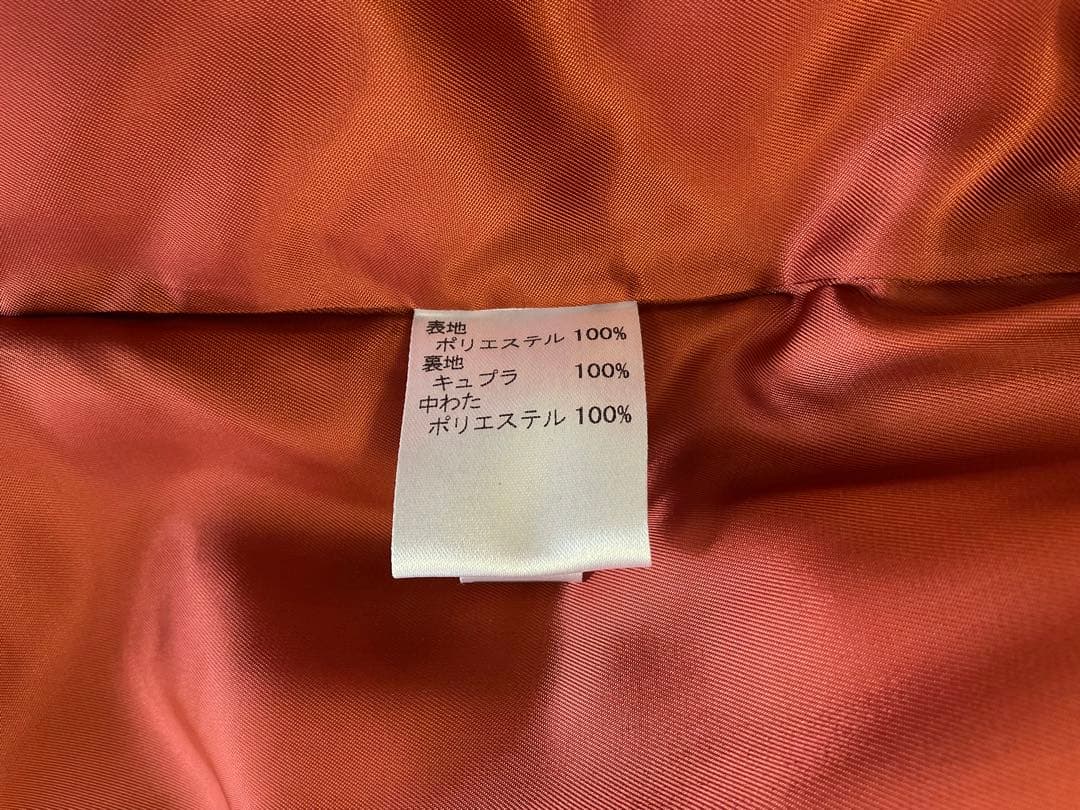 表地
ポリエステル 100%
裏地
キュプラ 100%
中わた
ポリエステル 100%